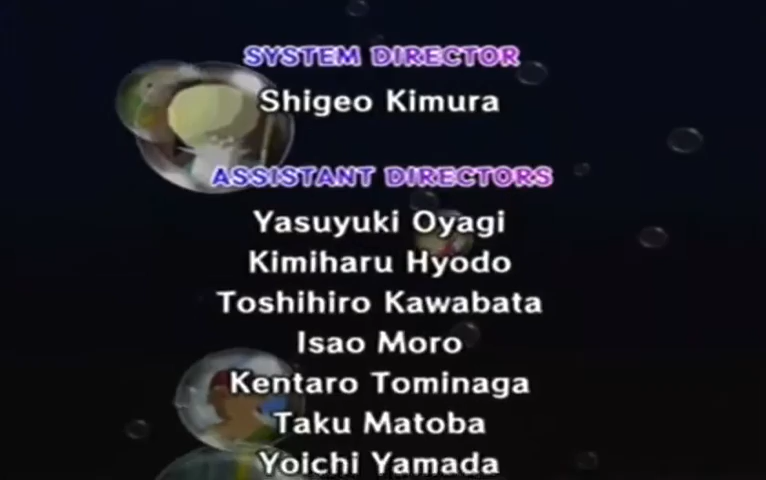 SYSTEM DIRECTOR
Shigeo Kimura
ASSISTANT DIRECTORS
Yasuyuki Oyagi
Kimiharu Hyodo
Toshihiro Kawabata
Isao Moro
Kentaro Tominaga
Taku Matoba
Yoichi Yamada